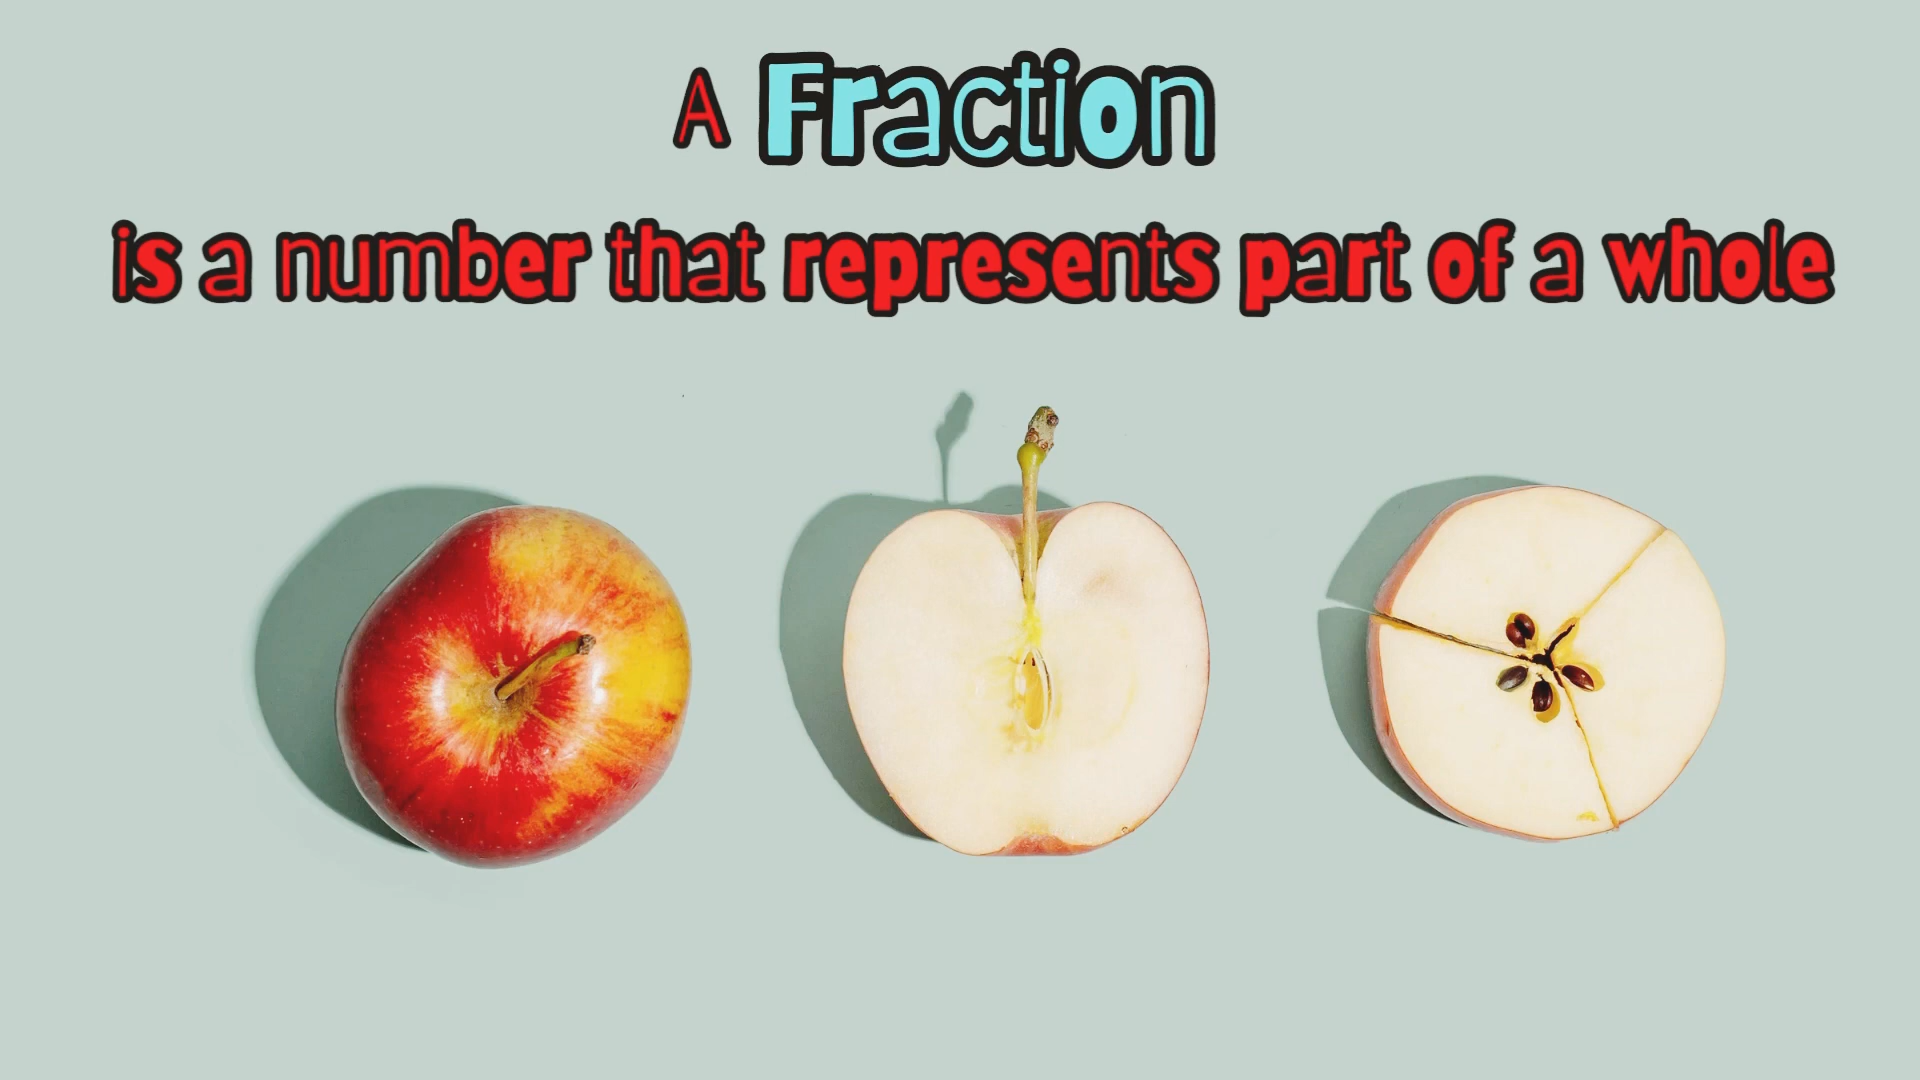 A Fraction
is a number that represents part of a whole